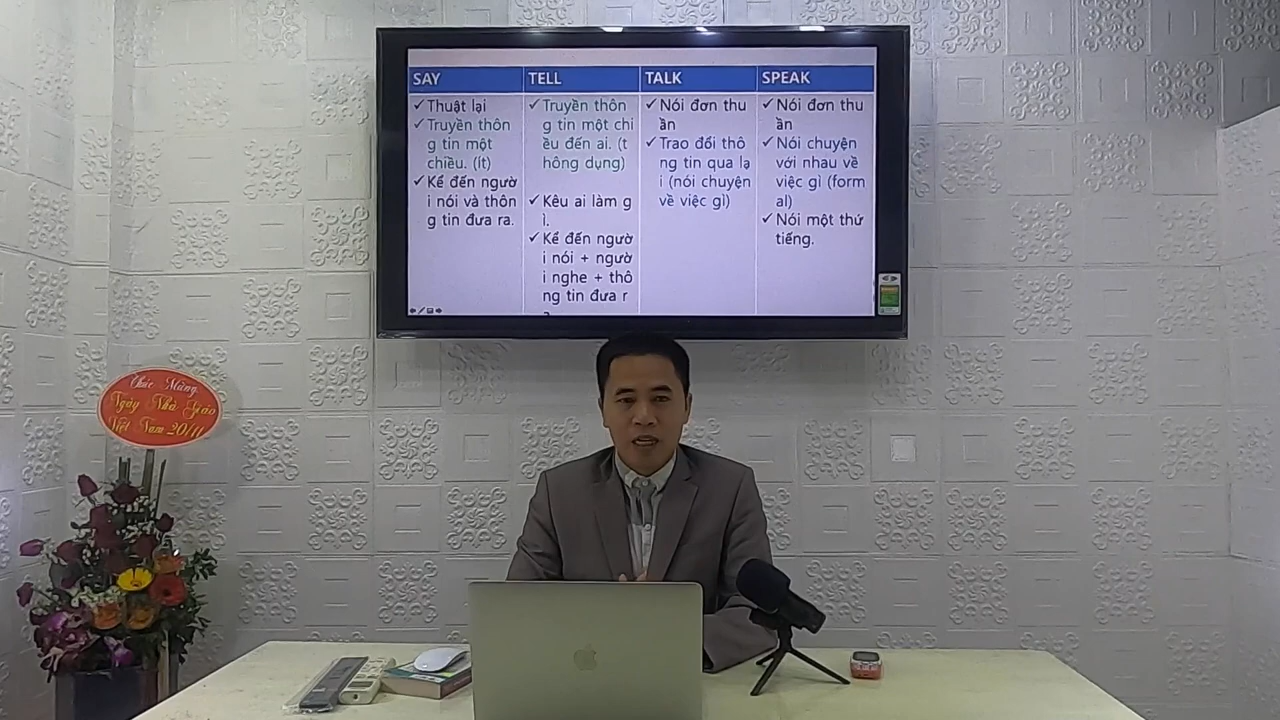 SAY
TELL
TALK
SPEAK
✓ Thuật lại
✓ Truyền thôn
g tin một
chiều. (ít)
✓ Kể đến ngườ
i nói và thôn
g tin đưa ra.
✓ Truyền thôn
g tin một chi
ều đến ai. (t
hông dụng)
✓ Kêu ai làm g
ì.
✓ Kể đến ngườ
i nói + ngườ
i nghe + thô
ng tin đưa r
✓ Nói đơn thu
ần
✓ Trao đổi thô
ng tin qua lạ
i (nói chuyện
về việc gì)
✓ Nói đơn thu
ần
✓ Nói chuyện
với nhau về
việc gì (form
al)
✓ Nói một thứ
tiếng.
Chúc Mừng
Ngày Nhà Giáo
Việt Nam 20/11